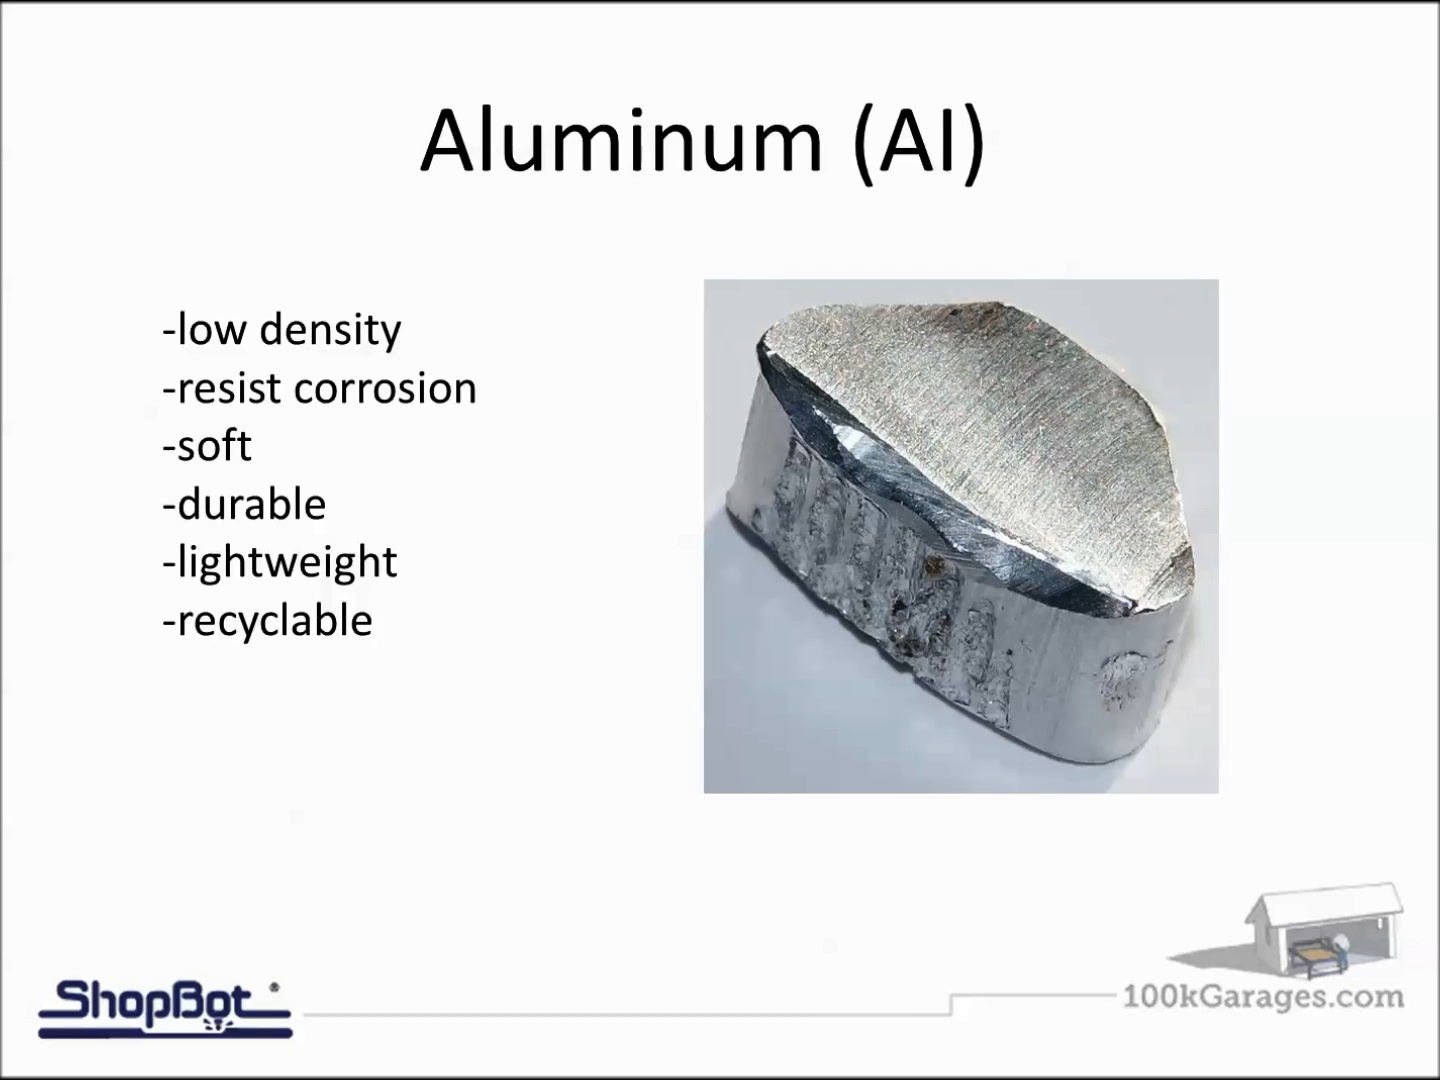 Aluminum (Al)
-low density
-resist corrosion
-soft
-durable
-lightweight
-recyclable
ShopBot
100kGarages.com